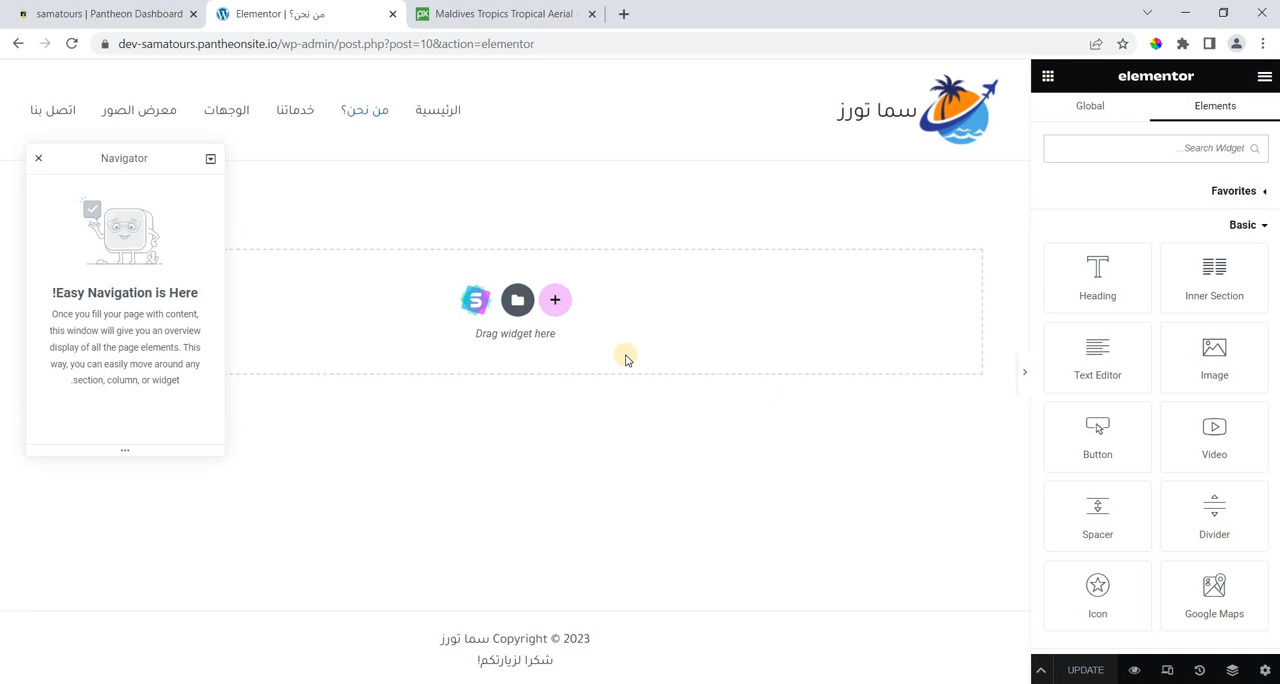 samatours | Pantheon Dashboard
Elementor | من نحن؟
Maldives Tropics Tropical Aerial -
dev-samatours.pantheonsite.io/wp-admin/post.php?post=10&action=elementor
سما تورز
الرئيسية
من نحن؟
خدماتنا
الوجهات
معرض الصور
اتصل بنا
Navigator
!Easy Navigation is Here
Once you fill your page with content,
this window will give you an overview
display of all the page elements. This
way, you can easily move around any
.section, column, or widget
Drag widget here
Copyright © 2023 سما تورز
شكرا لزيارتكم!
elementor
Global
Elements
...Search Widget
Favorites
Basic
Heading
Inner Section
Text Editor
Image
Button
Video
Spacer
Divider
Icon
Google Maps
UPDATE